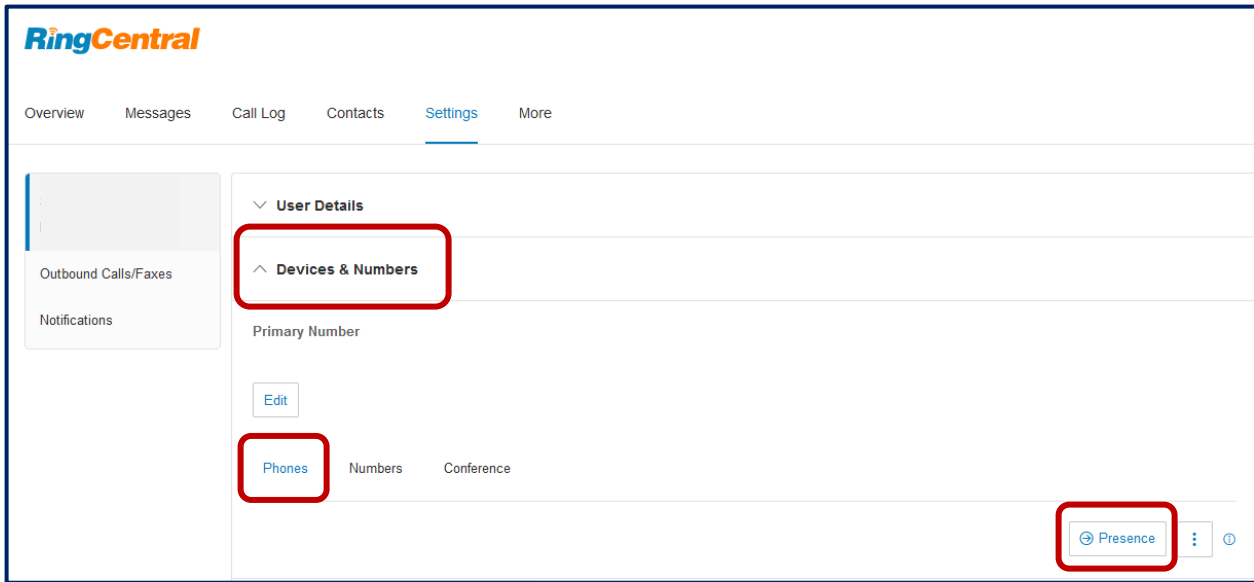 RingCentral
Overview Messages Call Log Contacts Settings More
User Details
Devices & Numbers
Outbound Calls/Faxes
Notifications
Primary Number
Edit
Phones Numbers Conference
Presence